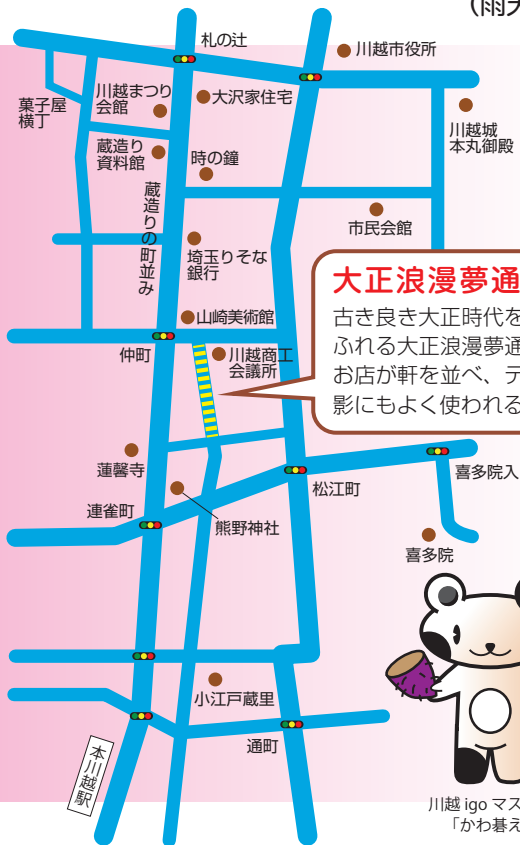 （雨天
札の辻
川越市役所
菓子屋
横丁
川越まつり
会館
大沢家住宅
川越城
本丸御殿
蔵造り
資料館
時の鐘
蔵造りの町並み
市民会館
埼玉りそな
銀行
大正浪漫夢通
古き良き大正時代を
ふれる大正浪漫夢通
お店が軒を並べ、テ
影にもよく使われる
山崎美術館
仲町
川越商工
会議所
蓮馨寺
喜多院入
松江町
連雀町
熊野神社
喜多院
小江戸蔵里
通町
本川越駅
川越 igo マス
「かわ碁え